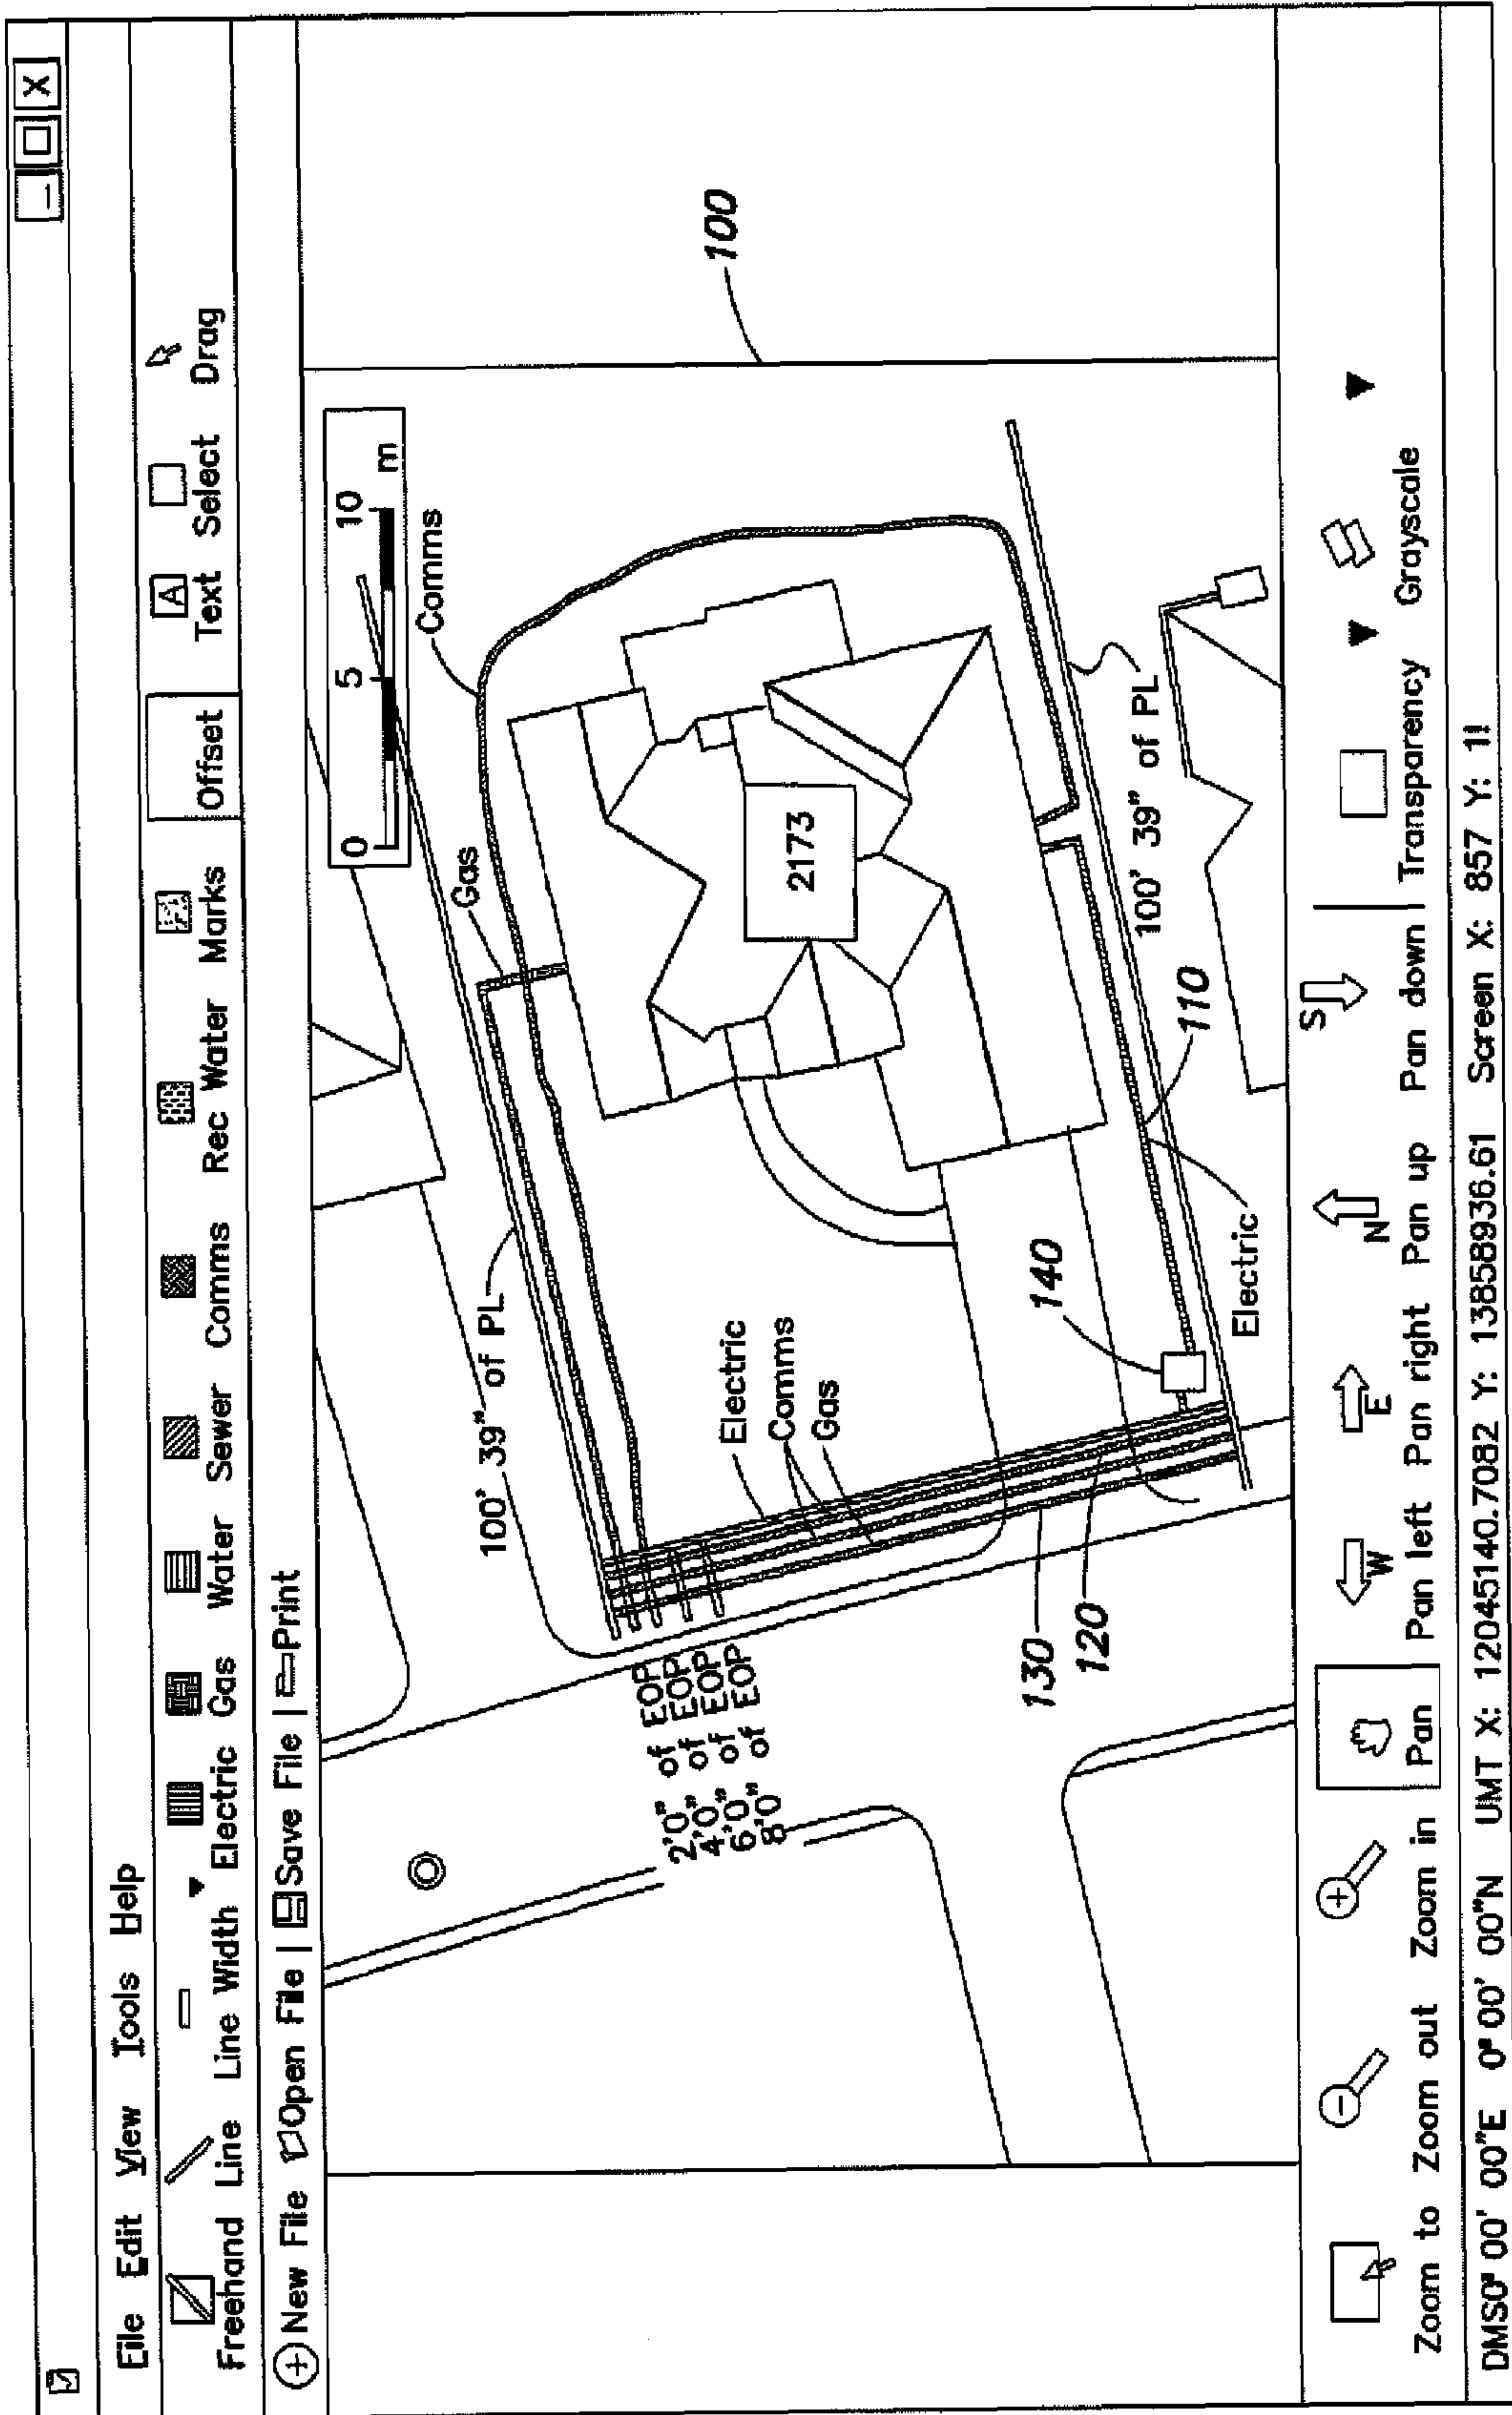 X
File Edit View Tools Help
Freehand Line Line Width Electric Gas Water Sewer Comms Rec Water Marks Offset Text Select Drag
A
New File Open File | Save File | Print
0 5 10
m
Comms
Gas
100' 39" of PL
100
2'0" of EOP
4'0" of EOP
6'0" of EOP
8'0" of EOP
Electric
Comms
Gas
2173
140
130
120
Electric
110
100' 39" of PL
W E N S
Zoom to Zoom out Zoom in Pan Pan left Pan right Pan up Pan down Transparency Grayscale
DMS0° 00' 00"E 0° 00' 00"N UMT X: 12045140.7082 Y: 13858936.61 Screen X: 857 Y: 1!